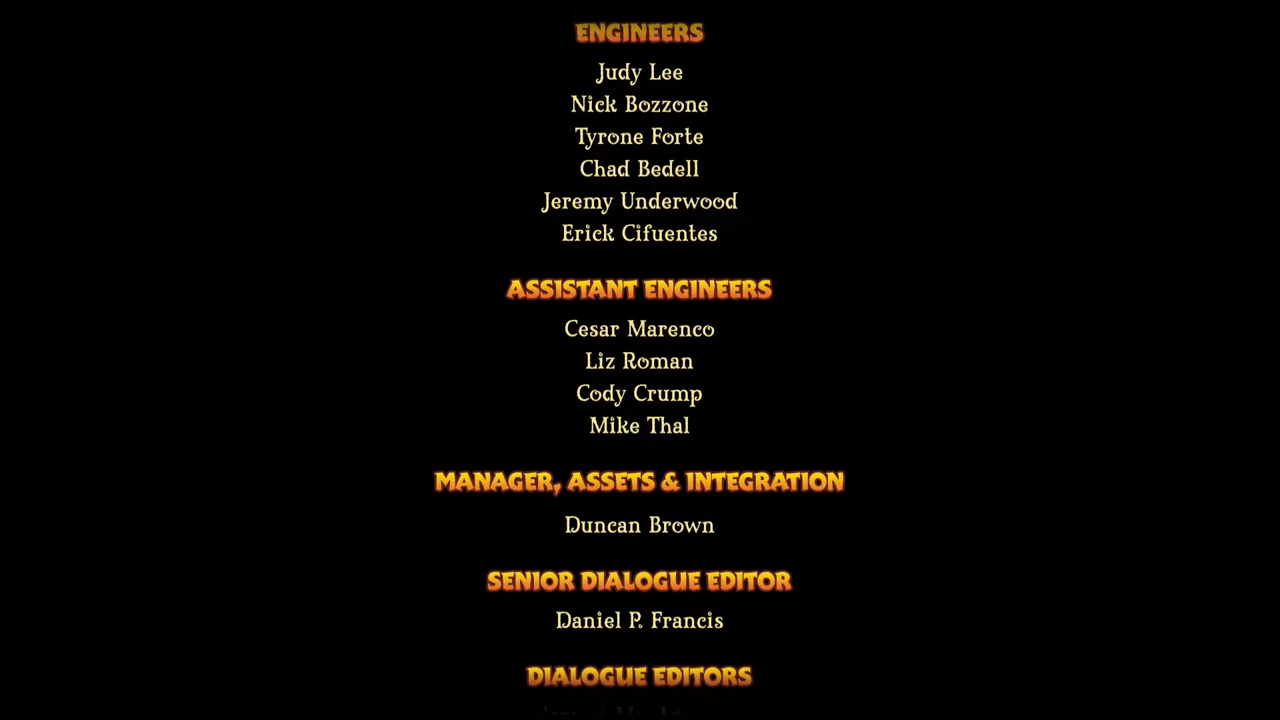 ENGINEERS
Judy Lee
Nick Bozzone
Tyrone Forte
Chad Bedell
Jeremy Underwood
Erick Cifuentes
ASSISTANT ENGINEERS
Cesar Marenco
Liz Roman
Cody Crump
Mike Thal
MANAGER, ASSETS & INTEGRATION
Duncan Brown
SENIOR DIALOGUE EDITOR
Daniel P. Francis
DIALOGUE EDITORS